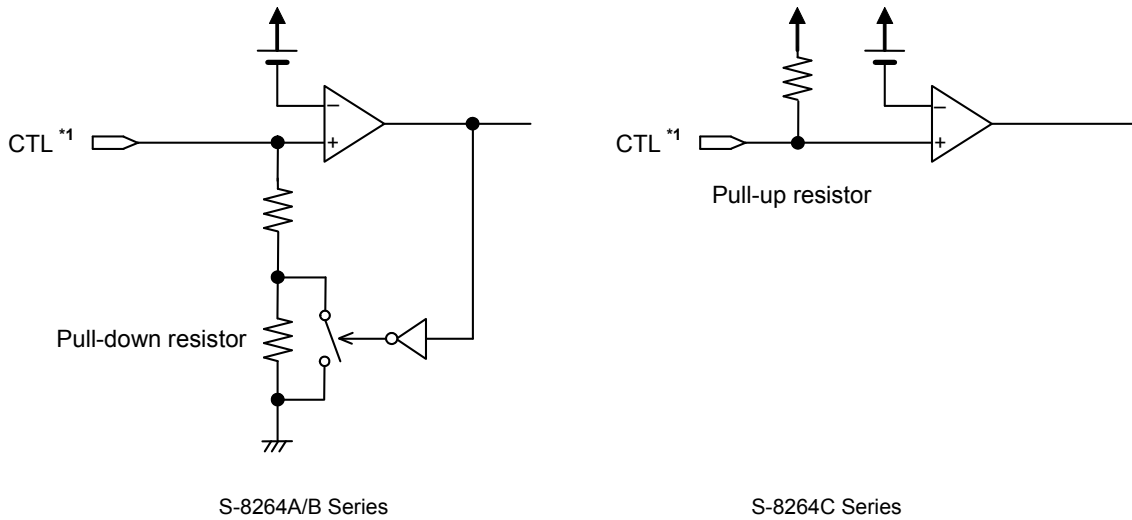 CTL *1
Pull-down resistor
S-8264A/B Series
CTL *1
Pull-up resistor
S-8264C Series